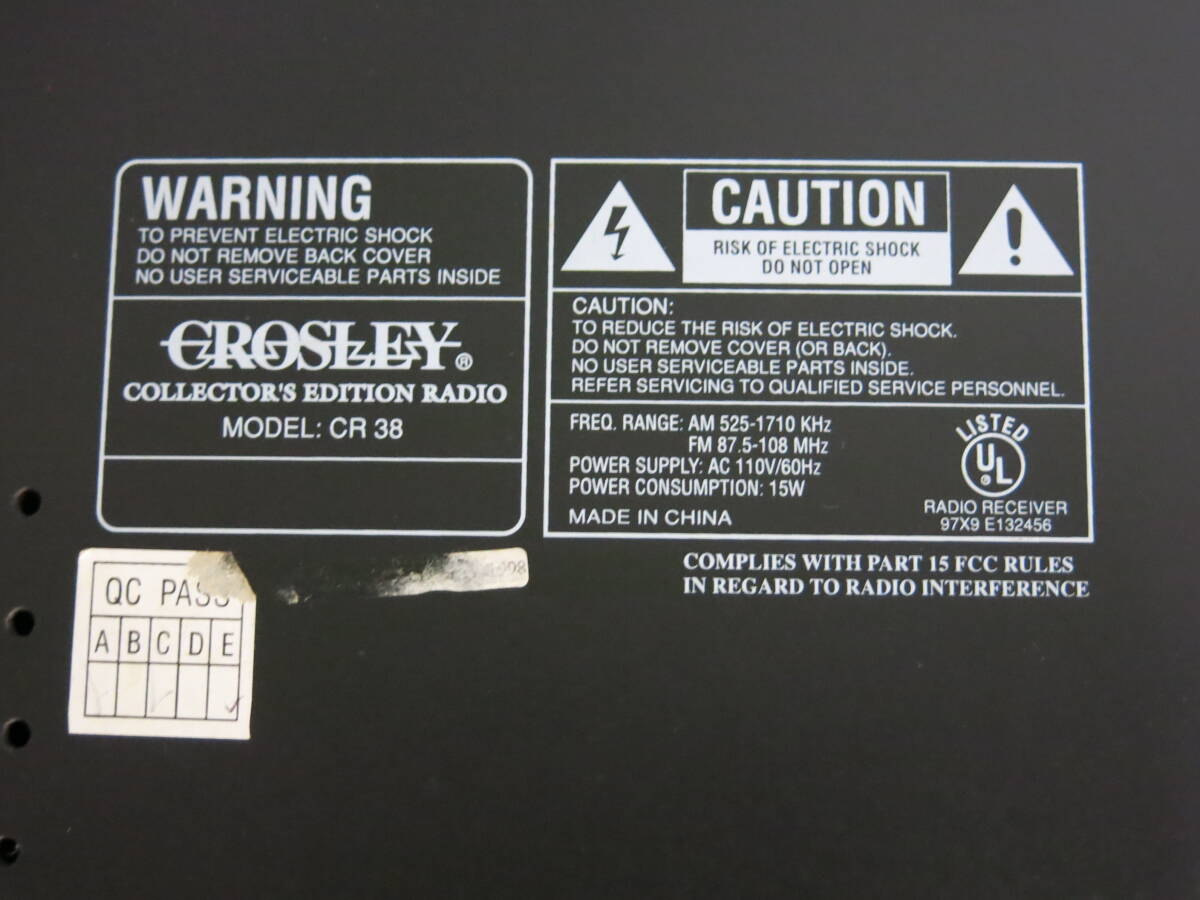 WARNING
TO PREVENT ELECTRIC SHOCK
DO NOT REMOVE BACK COVER
NO USER SERVICEABLE PARTS INSIDE
CROSLEY®
COLLECTOR'S EDITION RADIO
MODEL: CR 38
CAUTION
RISK OF ELECTRIC SHOCK
DO NOT OPEN
CAUTION:
TO REDUCE THE RISK OF ELECTRIC SHOCK.
DO NOT REMOVE COVER (OR BACK).
NO USER SERVICEABLE PARTS INSIDE.
REFER SERVICING TO QUALIFIED SERVICE PERSONNEL.
FREQ. RANGE: AM 525-1710 KHz
FM 87.5-108 MHz
POWER SUPPLY: AC 110V/60Hz
POWER CONSUMPTION: 15W
MADE IN CHINA
LISTED
UL®
RADIO RECEIVER
97X9 E132456
COMPLIES WITH PART 15 FCC RULES
IN REGARD TO RADIO INTERFERENCE
QC PASS
A B C D E